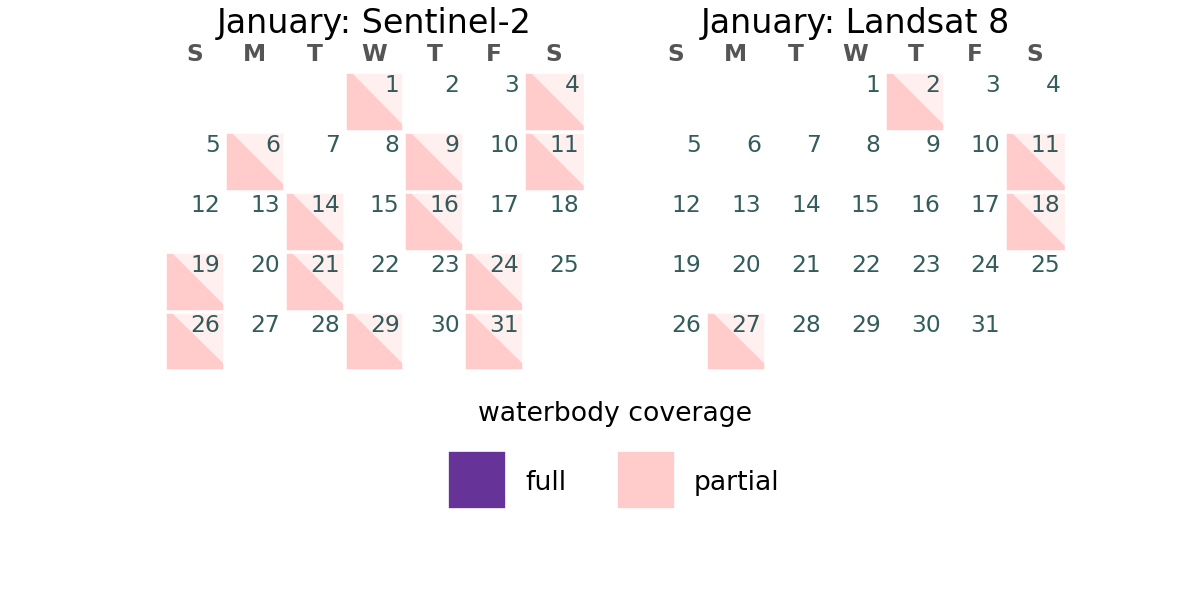 January: Sentinel-2
S M T W T F S
1 2 3 4
5 6 7 8 9 10 11
12 13 14 15 16 17 18
19 20 21 22 23 24 25
26 27 28 29 30 31
January: Landsat 8
S M T W T F S
1 2 3 4
5 6 7 8 9 10 11
12 13 14 15 16 17 18
19 20 21 22 23 24 25
26 27 28 29 30 31
waterbody coverage
full partial